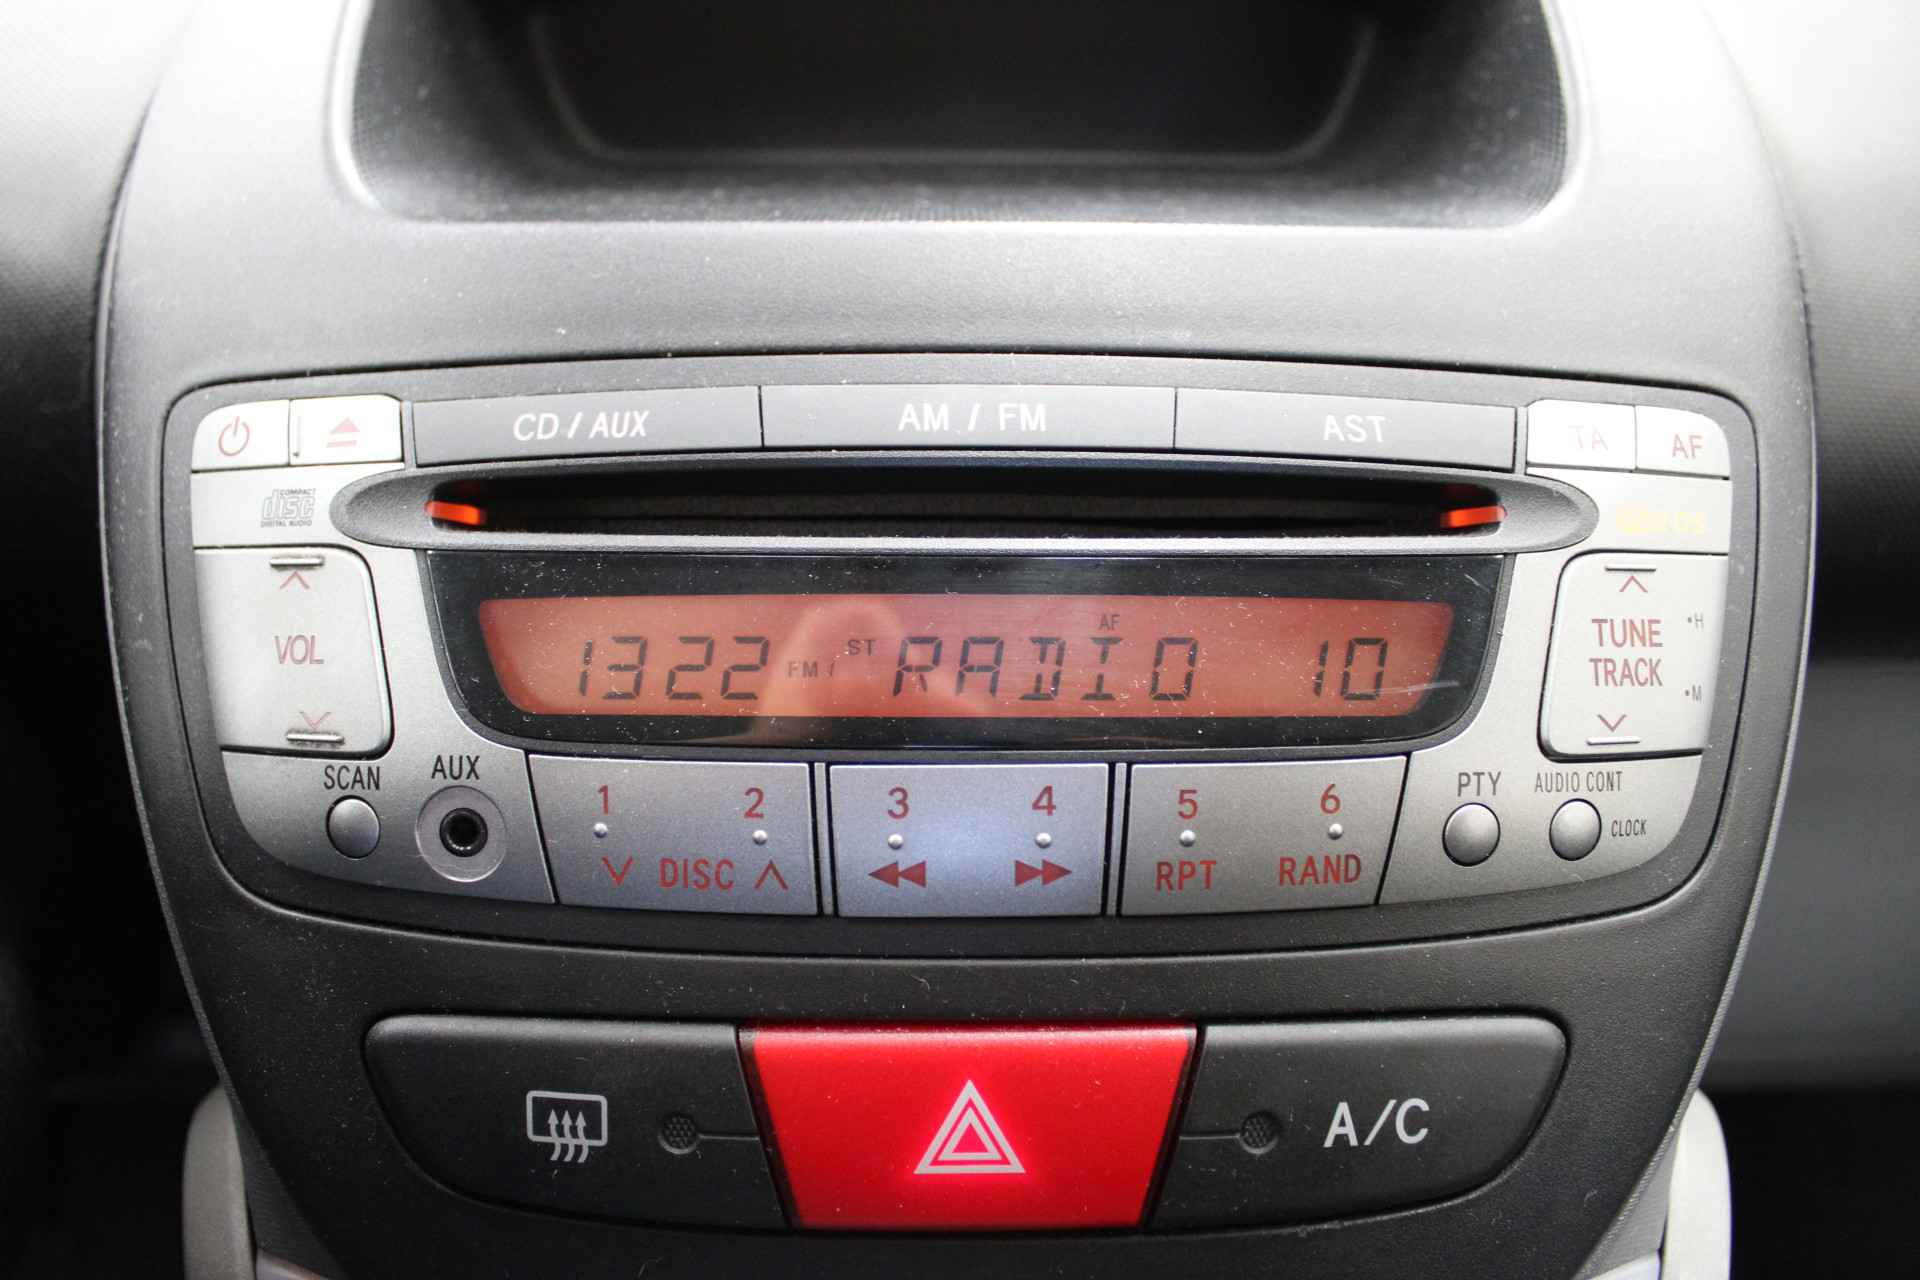 CD / AUX AM / FM AST TA AF
COMPACT
disc
DIGITAL AUDIO
VOL
1322 FM 1 ST RADIO AF 10
TUNE
TRACK
•H
•M
SCAN AUX
1 2 3 4 5 6
DISC RPT RAND
PTY AUDIO CONT
CLOCK
A/C